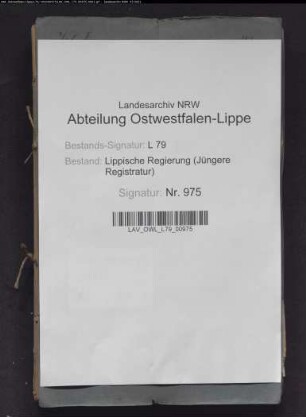 Landesarchiv NRW
Abteilung Ostwestfalen-Lippe
Bestands-Signatur: L 79
Bestand: Lippische Regierung (Jüngere
Registratur)
Signatur: Nr. 975
LAV_OWL_L79_00975